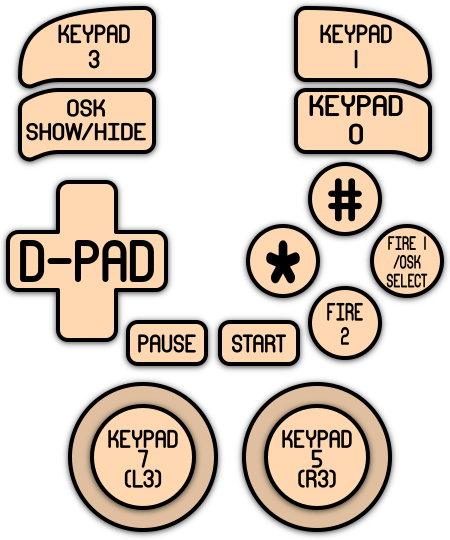 KEYPAD
3
KEYPAD
1
OSK
SHOW/HIDE
KEYPAD
0
#
D-PAD
*
FIRE 1
/OSK
SELECT
FIRE
2
PAUSE
START
KEYPAD
7
(L3)
KEYPAD
5
(R3)